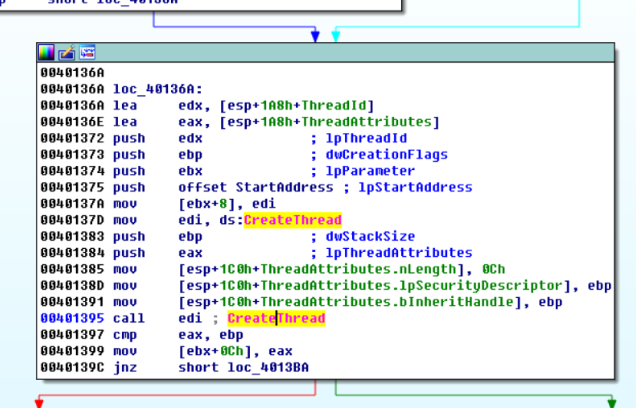 short loc_40136A
0040136A
0040136A loc_40136A:
0040136A lea edx, [esp+1A8h+ThreadId]
0040136E lea eax, [esp+1A8h+ThreadAttributes]
00401372 push edx ; lpThreadId
00401373 push ebp ; dwCreationFlags
00401374 push ebx ; lpParameter
00401375 push offset StartAddress ; lpStartAddress
0040137A mov [ebx+8], edi
0040137D mov edi, ds:CreateThread
00401383 push ebp ; dwStackSize
00401384 push eax ; lpThreadAttributes
00401385 mov [esp+1C0h+ThreadAttributes.nLength], 0Ch
0040138D mov [esp+1C0h+ThreadAttributes.lpSecurityDescriptor], ebp
00401391 mov [esp+1C0h+ThreadAttributes.bInheritHandle], ebp
00401395 call edi ; CreateThread
00401397 cmp eax, ebp
00401399 mov [ebx+0Ch], eax
0040139C jnz short loc_4013BA